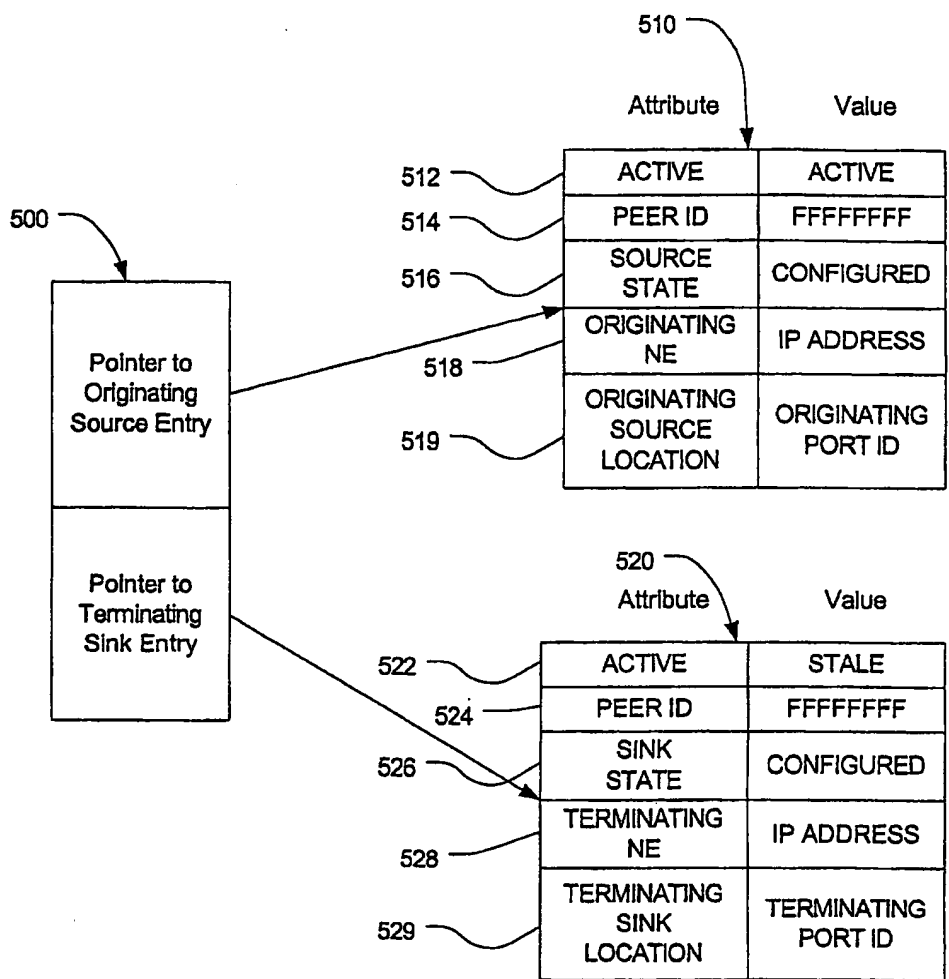 510
Attribute Value
512 ACTIVE ACTIVE
500
514 PEER ID FFFFFFFF
516 SOURCE
STATE CONFIGURED
Pointer to
Originating
Source Entry
518 ORIGINATING
NE IP ADDRESS
519 ORIGINATING
SOURCE
LOCATION
ORIGINATING
PORT ID
Pointer to
Terminating
Sink Entry
520
Attribute Value
522 ACTIVE STALE
524 PEER ID FFFFFFFF
526 SINK
STATE CONFIGURED
528 TERMINATING
NE IP ADDRESS
529 TERMINATING
SINK
LOCATION
TERMINATING
PORT ID